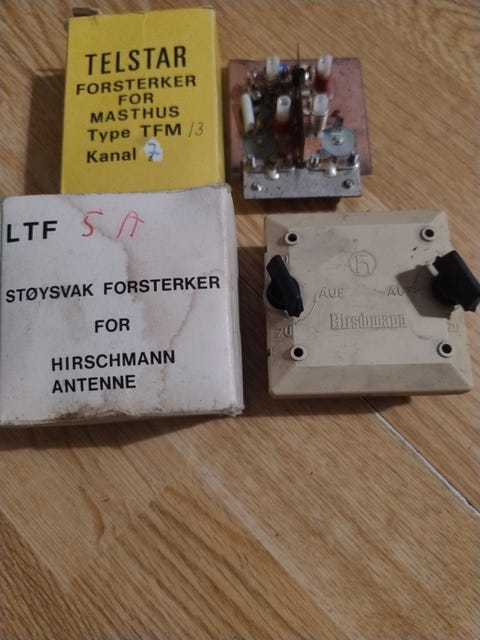 TELSTAR
FORSTERKER
FOR
MASTHUS
Type TFM 13
Kanal 2
LTF 5 A
STØYSVAK FORSTERKER
FOR
HIRSCHMANN
ANTENNE
AUF
ZU
AUF
ZU
Hirschmann